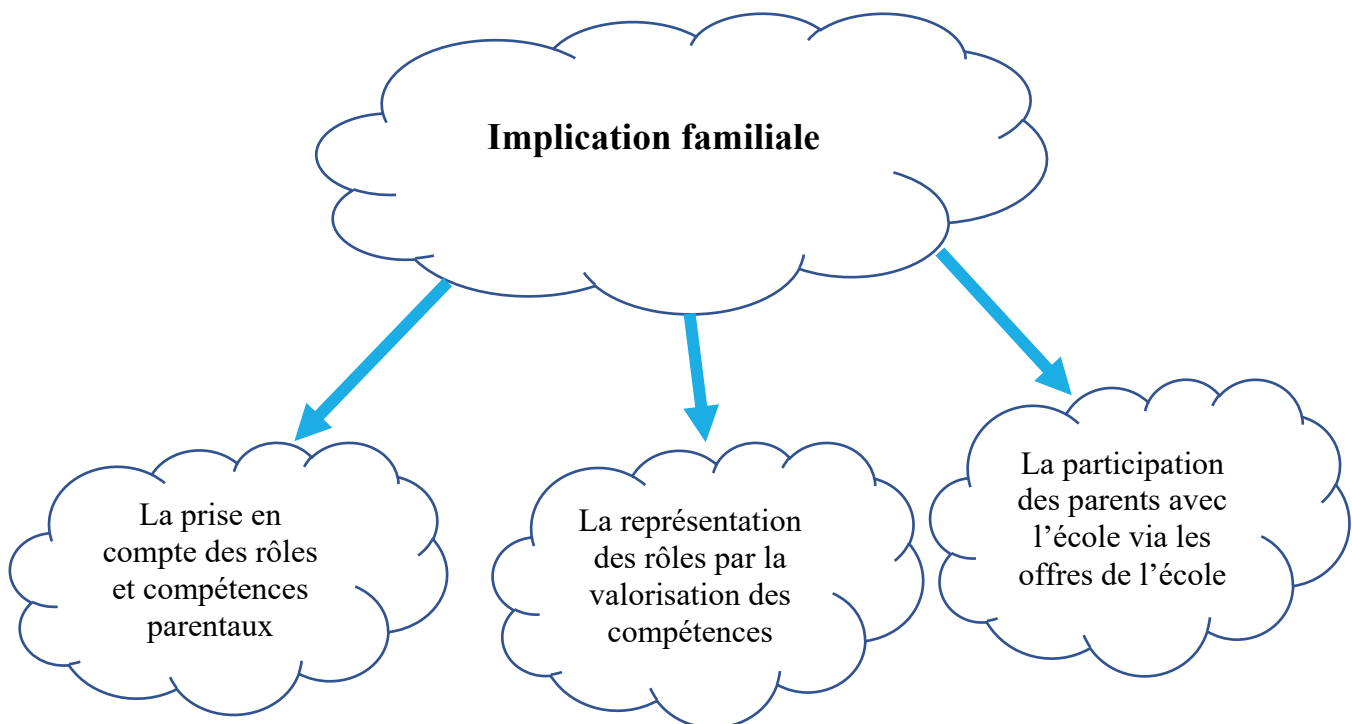 Implication familiale
La prise en
compte des rôles
et compétences
parentaux
La représentation
des rôles par la
valorisation des
compétences
La participation
des parents avec
l’école via les
offres de l’école